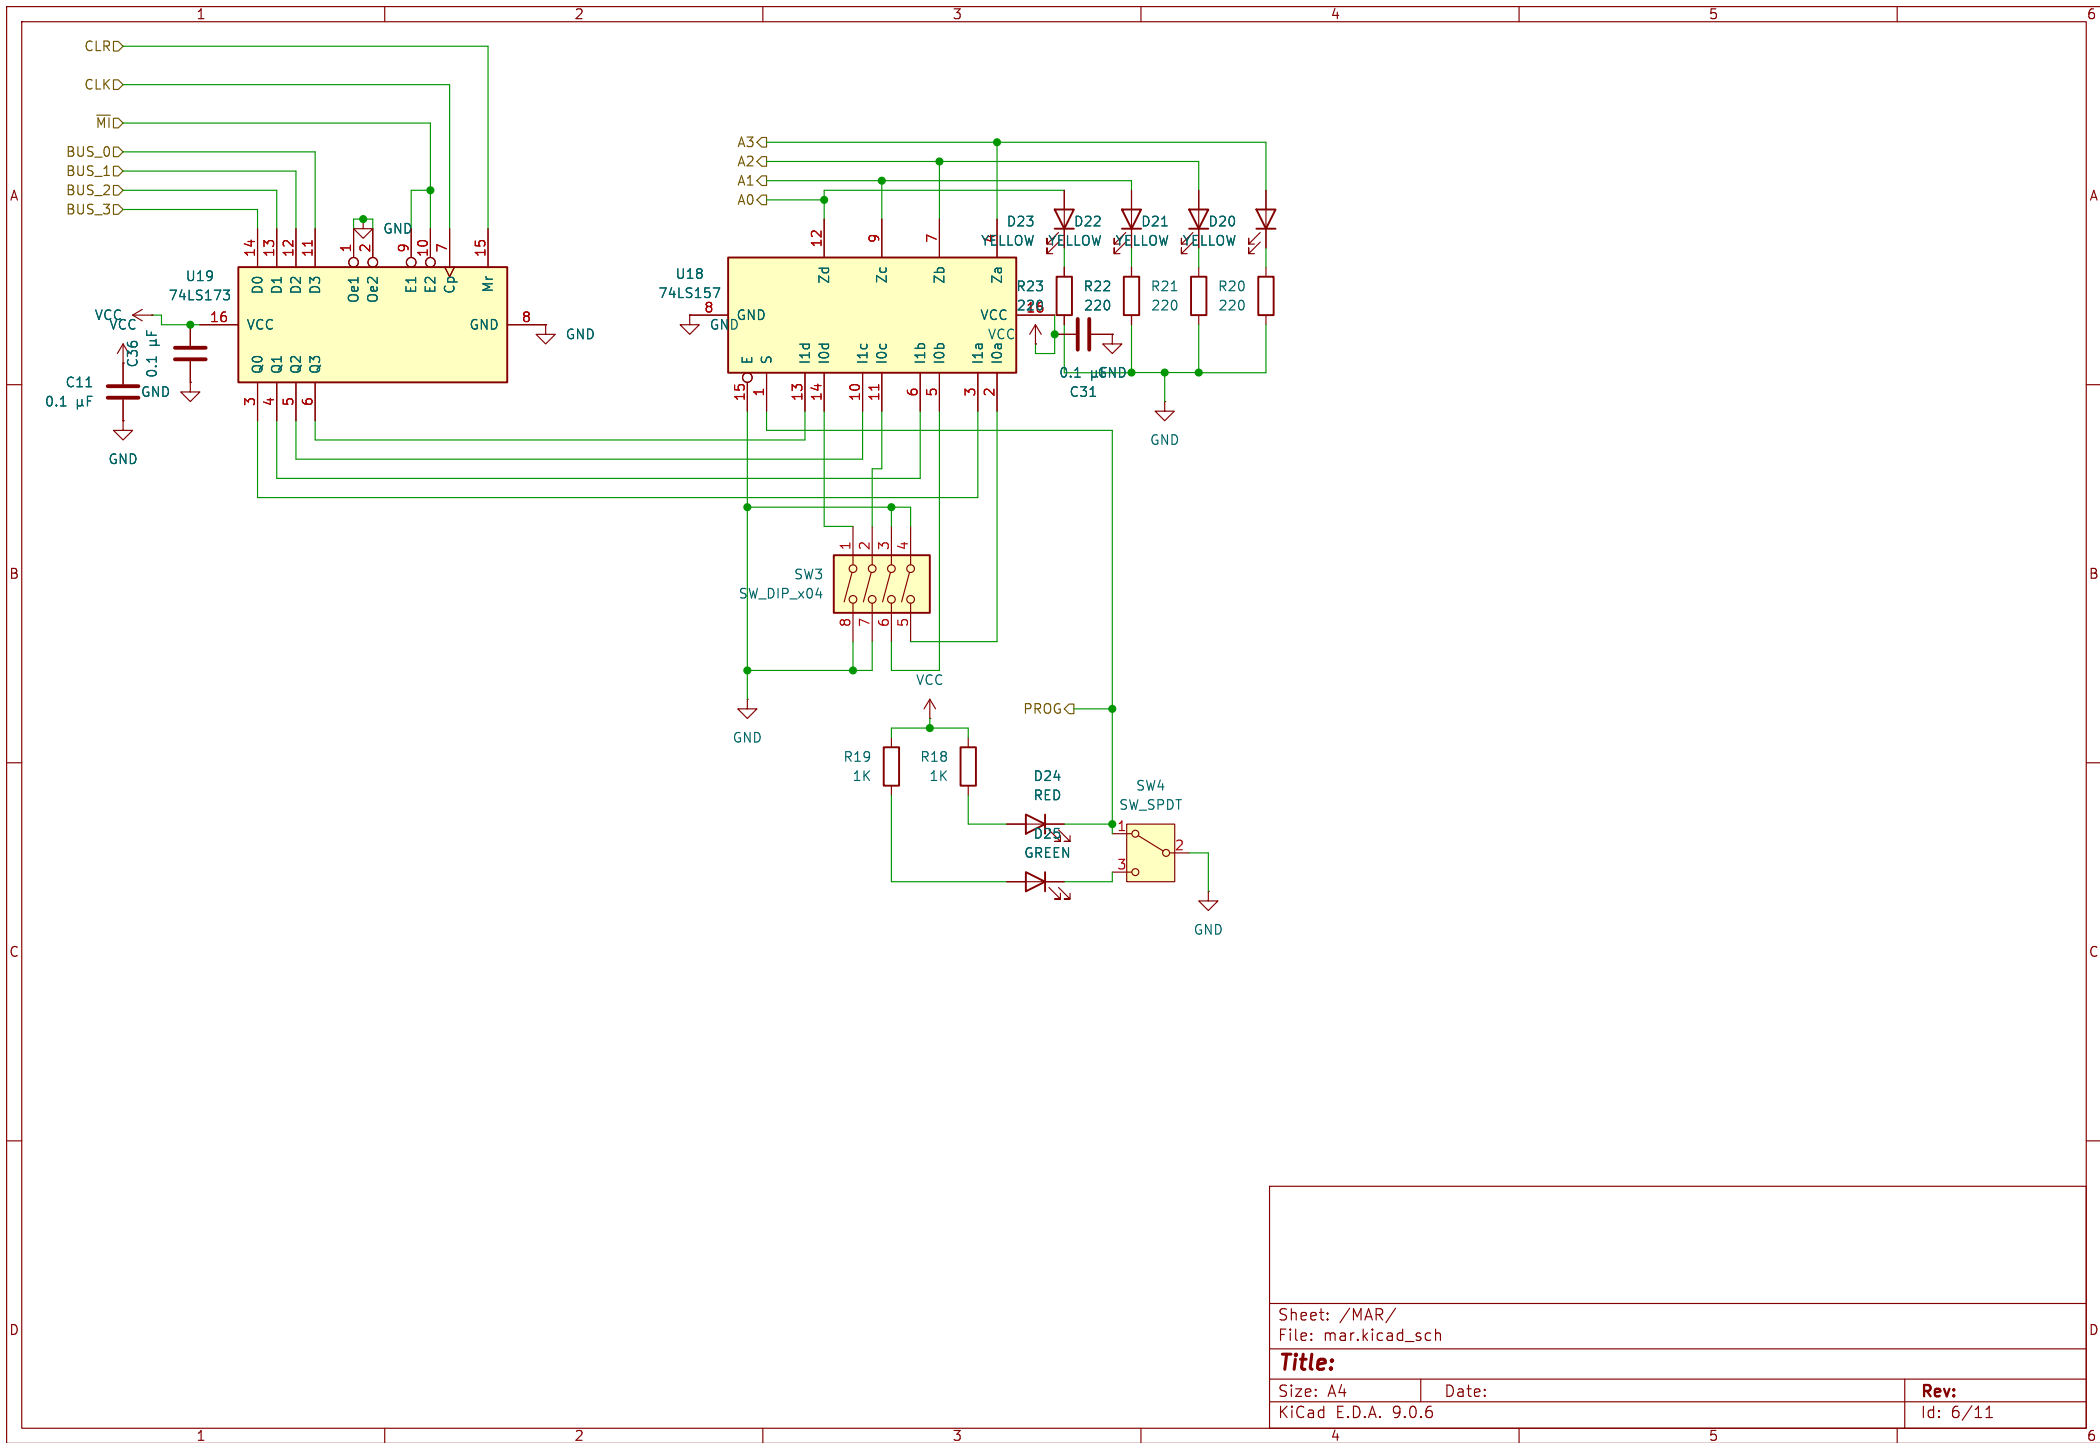 1 2 3 4 5 6
CLR
CLK
MI
BUS_0
BUS_1
BUS_2
BUS_3
A3
A2
A1
A0
A A
GND
14 13 12 11 1 2 9 10 7 15
U19
74LS173
D0 D1 D2 D3 Oe1 Oe2 E1 E2 Cp Mr
VCC 16 VCC GND 8 GND
VCC
C36
0.1 µF
Q0 Q1 Q2 Q3
3 4 5 6
C11
0.1 µF
GND
GND
12 9 7 4
U18
74LS157
Zd Zc Zb Za
8 GND GND VCC 16
VCC
E S I1d I0d I1c I0c I1b I0b I1a I0a
15 1 13 14 10 11 6 5 3 2
D23 D22 D21 D20
YELLOW YELLOW YELLOW YELLOW
R23 R22 R21 R20
220 220 220 220
0.1 µF GND
C31
GND
B B
1 2 3 4
SW3
SW_DIP_x04
8 7 6 5
VCC
GND
PROG
R19 R18
1K 1K
D24
RED
SW4
SW_SPDT
D25
GREEN
1
2
3
GND
C C
D D
Sheet: /MAR/
File: mar.kicad_sch
Title:
Size: A4 Date: Rev:
KiCad E.D.A. 9.0.6 Id: 6/11
1 2 3 4 5 6